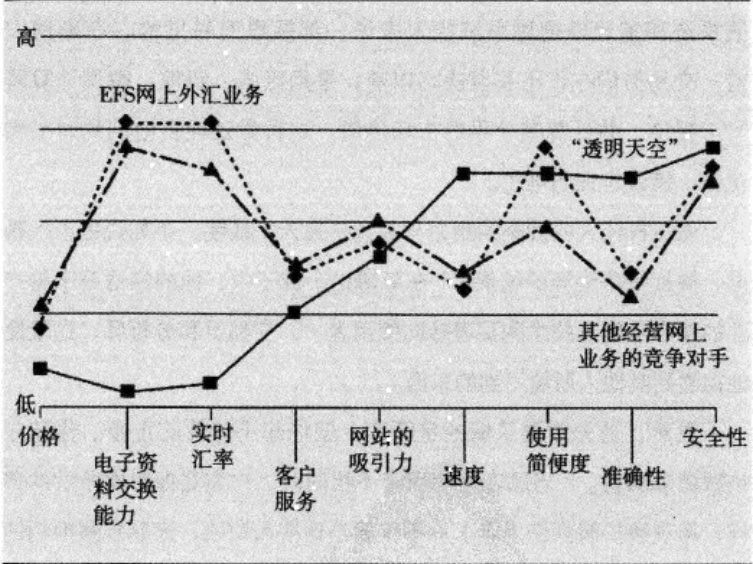 高
EFS网上外汇业务
“透明天空”
其他经营网上
业务的竞争对手
低
价格
电子资
料交换
能力
实时
汇率
客户
服务
网站的
吸引力
速度
使用
简便度
准确性
安全性